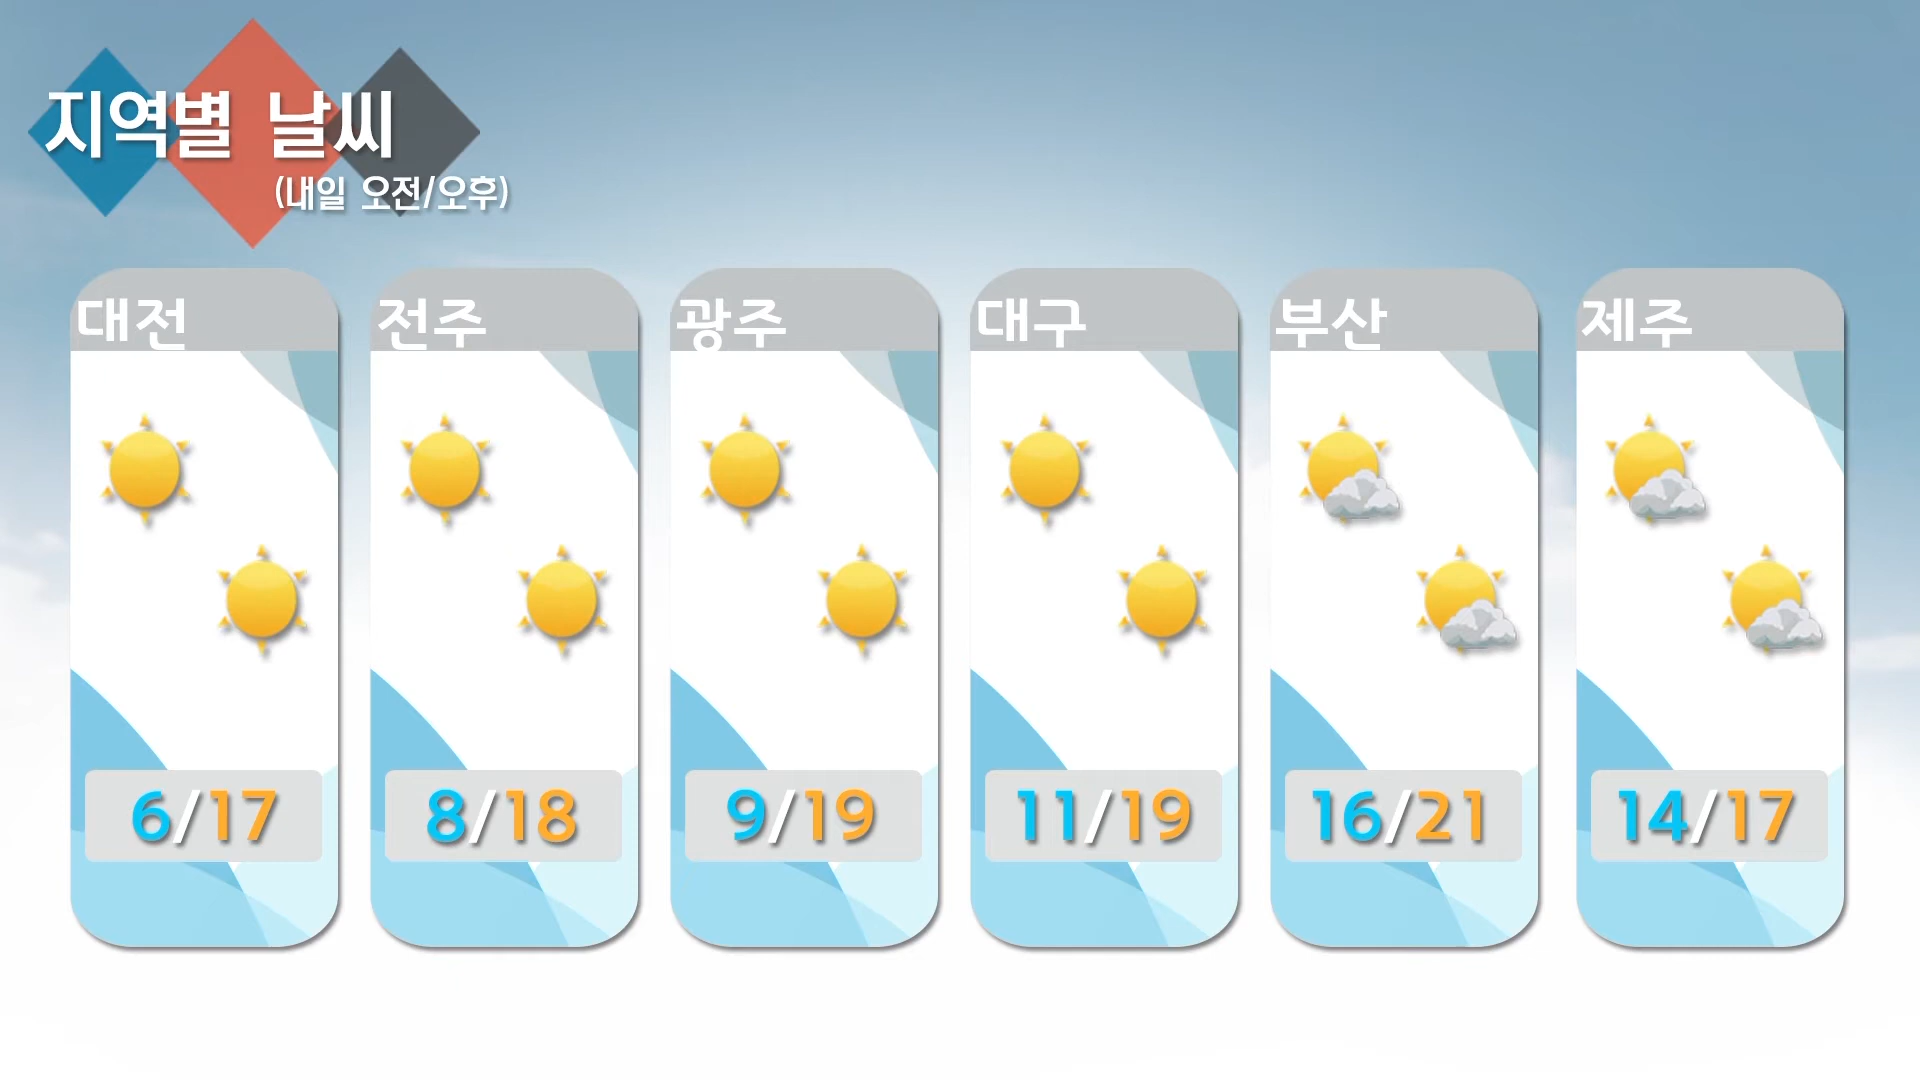 지역별 날씨
(내일 오전/오후)
대전
전주
광주
대구
부산
제주
6/17
8/18
9/19
11/19
16/21
14/17